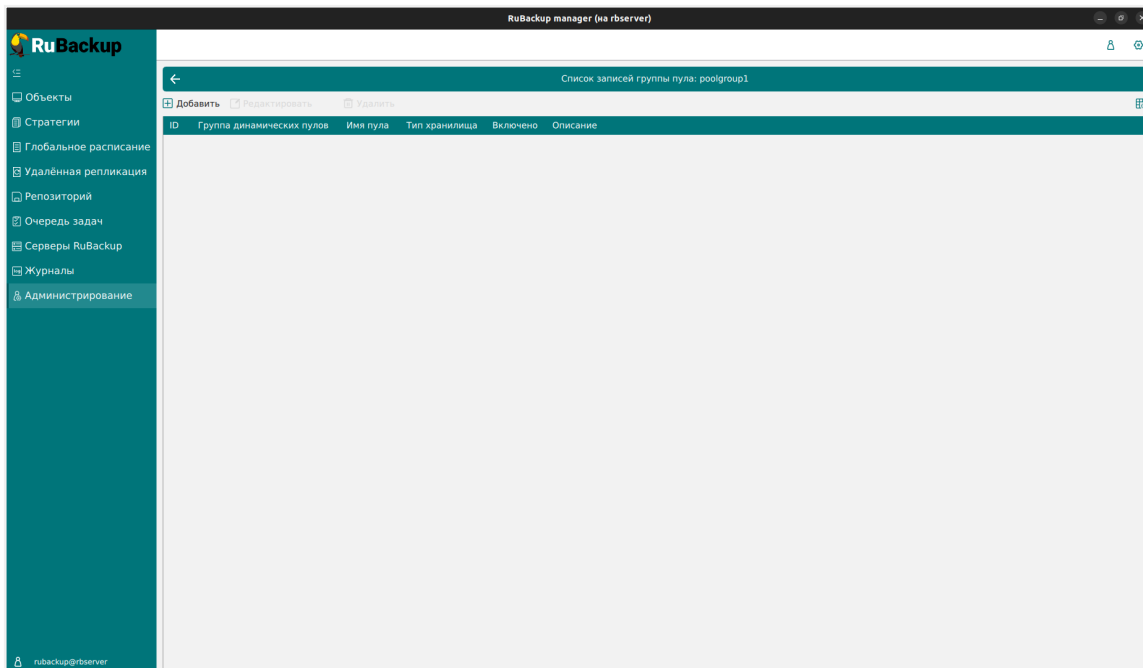 RuBackup manager (на rbserver)
RuBackup
Объекты
Стратегии
Глобальное расписание
Удалённая репликация
Репозиторий
Очередь задач
Серверы RuBackup
Журналы
Администрирование
rubackup@rbserver
Список записей группы пула: poolgroup1
Добавить Редактировать Удалить
ID Группа динамических пулов Имя пула Тип хранилища Включено Описание